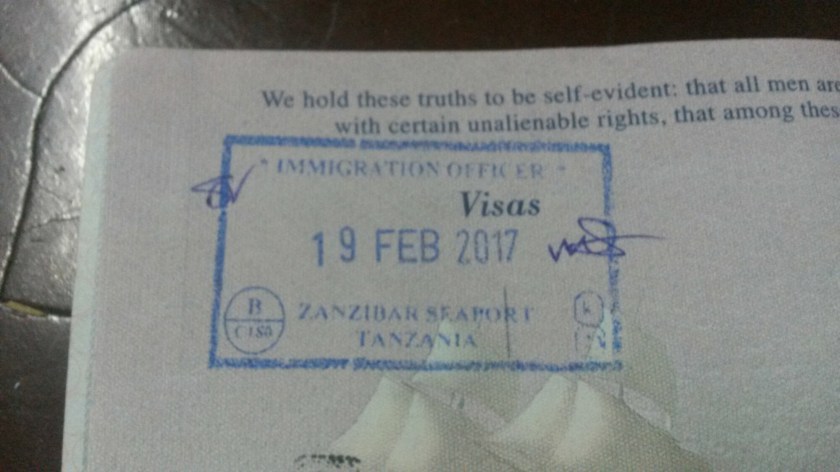 We hold these truths to be self-evident: that all men are
with certain unalienable rights, that among thes
IMMIGRATION OFFICER
Visas
19 FEB 2017
B
ZANZIBAR SEAPORT
TANZANIA